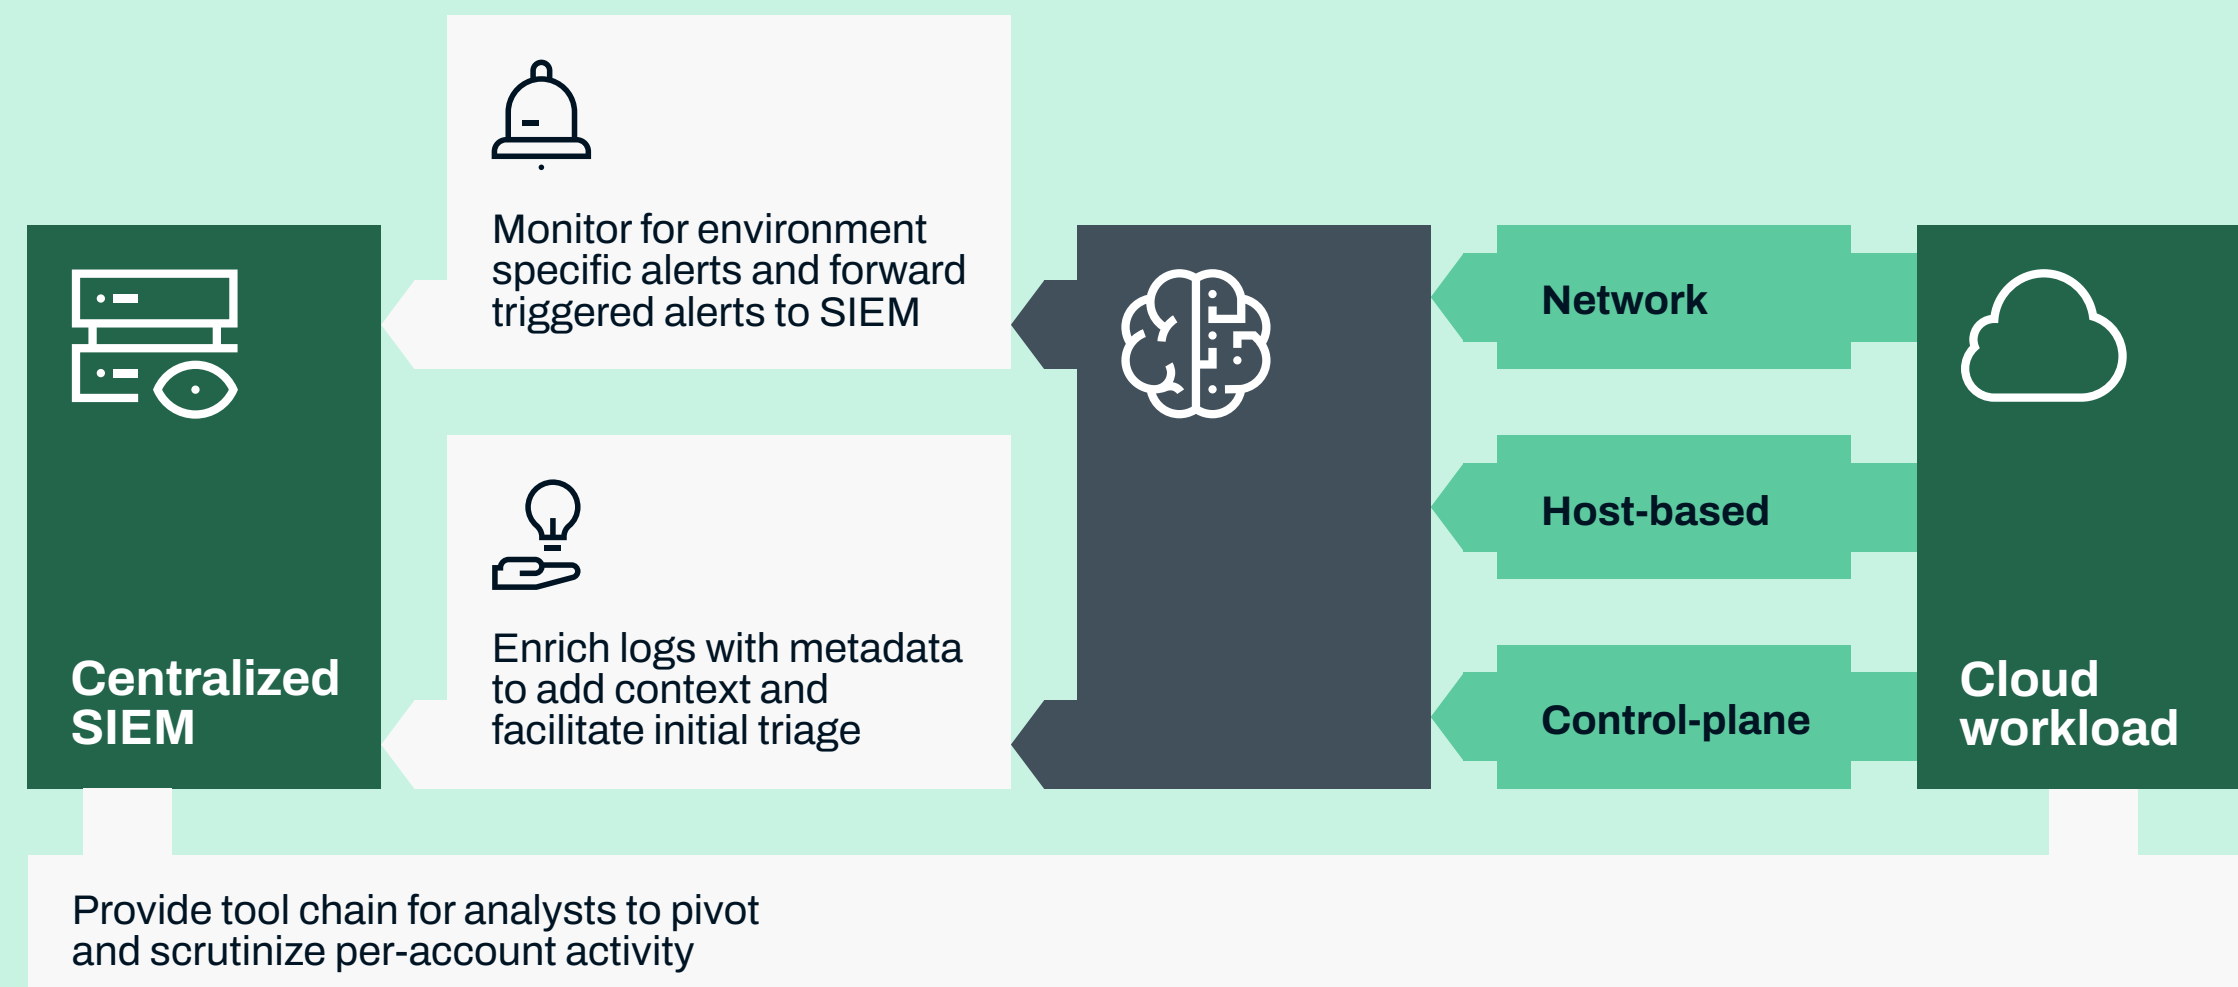 Monitor for environment
specific alerts and forward
triggered alerts to SIEM
Network
Host-based
Enrich logs with metadata
to add context and
facilitate initial triage
Centralized
SIEM
Control-plane
Cloud
workload
Provide tool chain for analysts to pivot
and scrutinize per-account activity